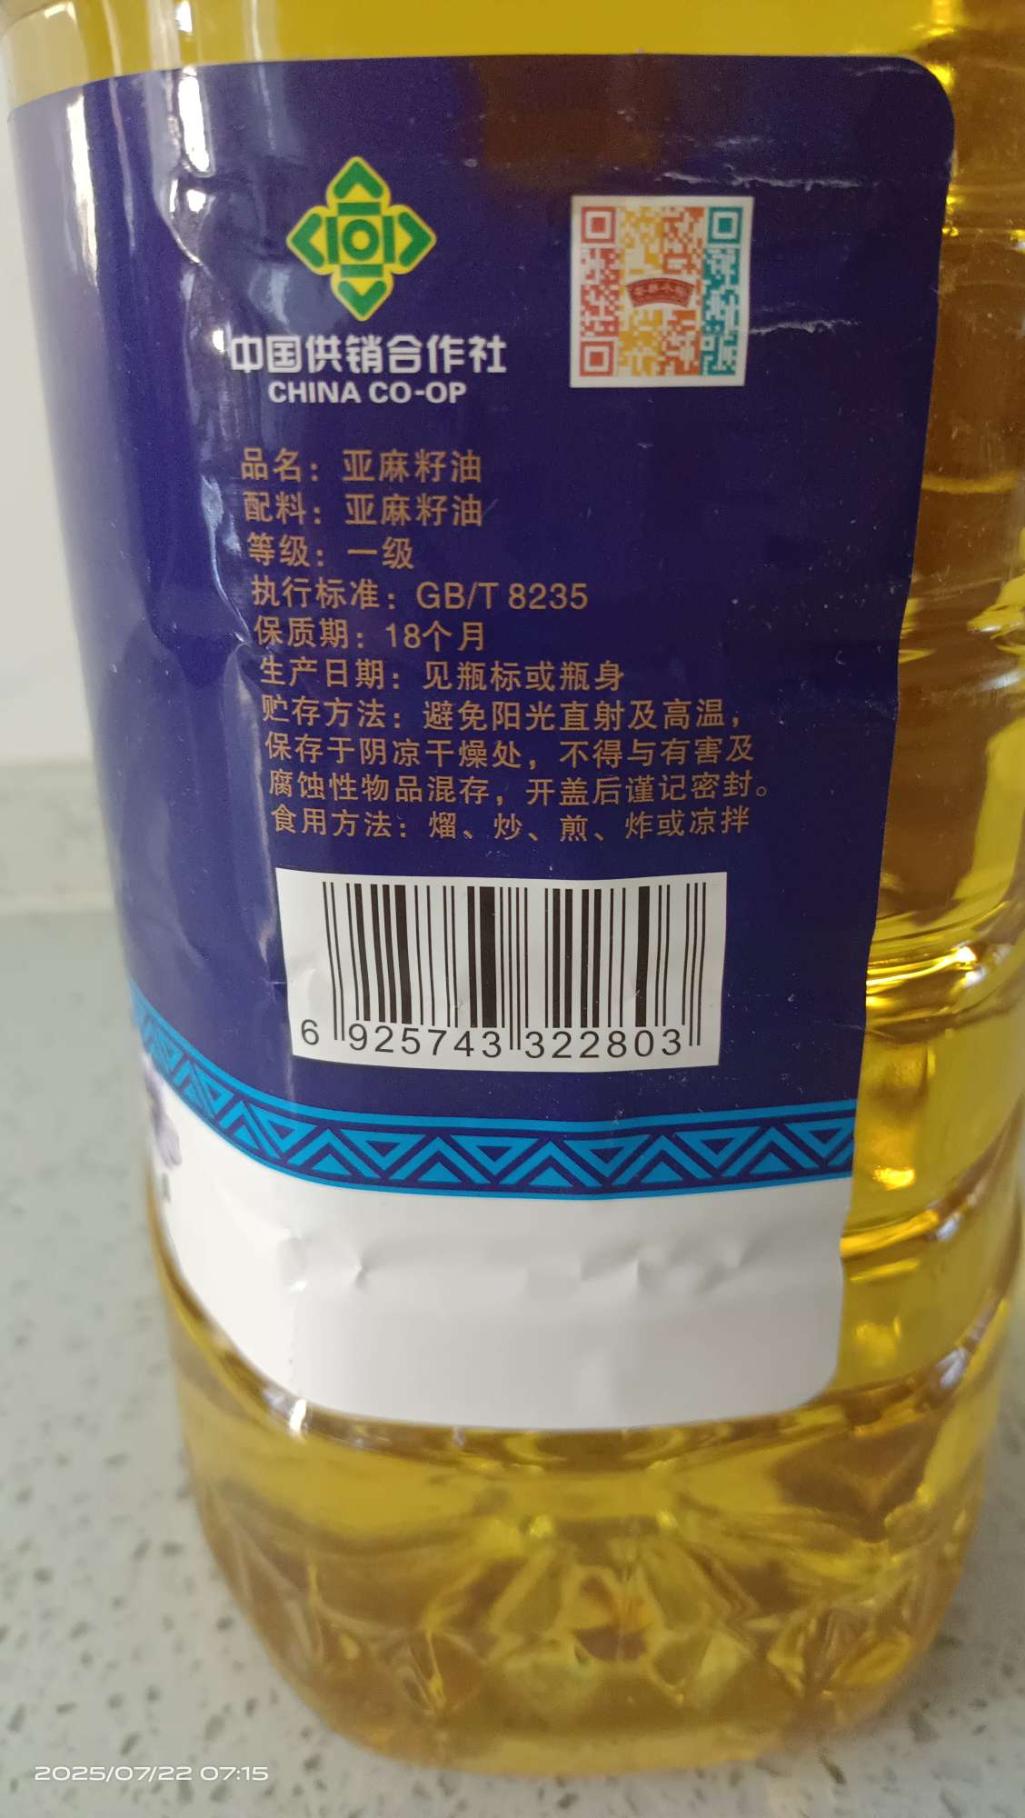 中国供销合作社
CHINA CO-OP
品名：亚麻籽油
配料：亚麻籽油
等级：一级
执行标准：GB/T 8235
保质期：18个月
生产日期：见瓶标或瓶身
贮存方法：避免阳光直射及高温，
保存于阴凉干燥处，不得与有害及
腐蚀性物品混存，开盖后谨记密封。
食用方法：熘、炒、煎、炸或凉拌
6 925743 322803
2025/07/22 07:15